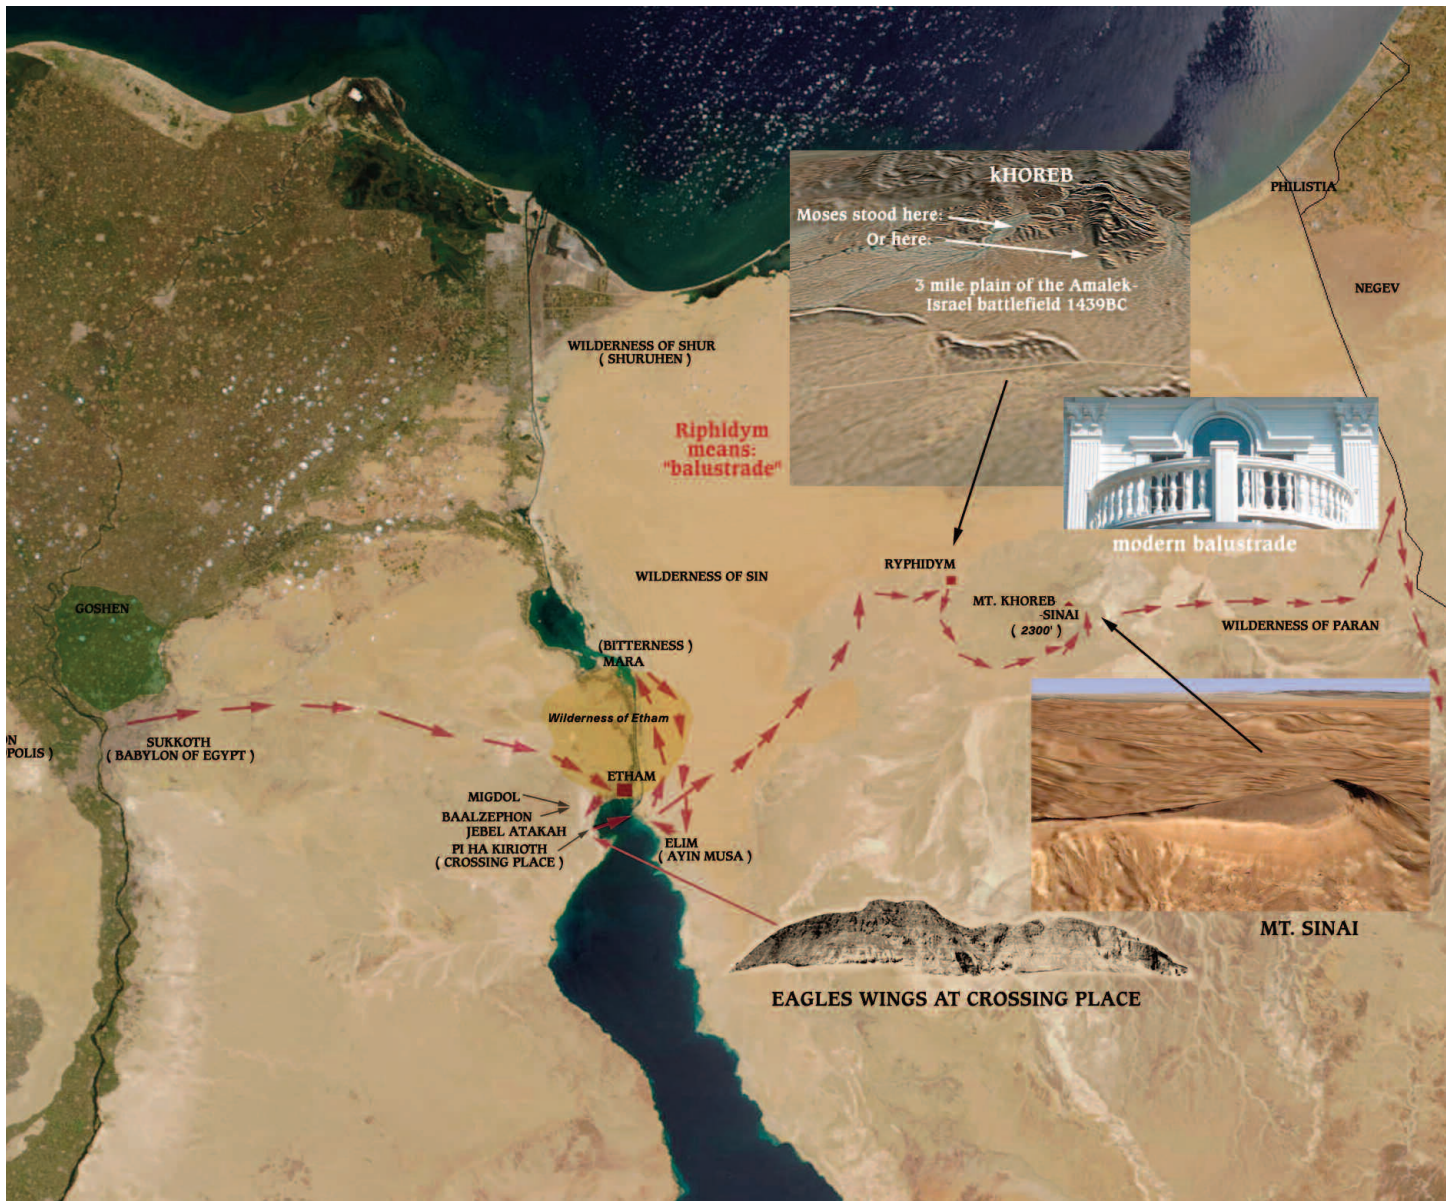 kHOREB
Moses stood here:
Or here:
3 mile plain of the Amalek-
Israel battlefield 1439BC
PHILISTIA
NEGEV
WILDERNESS OF SHUR
( SHURUHEN )
Riphidym
means:
"balustrade"
modern balustrade
RYPHIDYM
WILDERNESS OF SIN
MT. KHOREB
-SINAI
( 2300' )
WILDERNESS OF PARAN
GOSHEN
(BITTERNESS )
MARA
Wilderness of Etham
SUKKOTH
( BABYLON OF EGYPT )
ON
POLIS )
ETHAM
MIGDOL
BAALZEPHON
JEBEL ATAKAH
PI HA KIRIOTH
( CROSSING PLACE )
ELIM
( AYIN MUSA )
MT. SINAI
EAGLES WINGS AT CROSSING PLACE